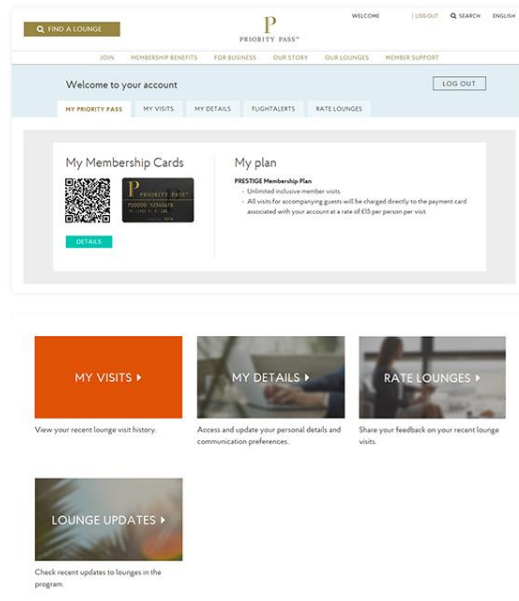 FIND A LOUNGE
P
PRIORITY PASS™
WELCOME
LOG OUT
SEARCH
ENGLISH
JOIN MEMBERSHIP BENEFITS FOR BUSINESS OUR STORY OUR LOUNGES MEMBER SUPPORT
Welcome to your account
LOG OUT
MY PRIORITY PASS MY VISITS MY DETAILS FLIGHTALERTS RATE LOUNGES
My Membership Cards
PRIORITY PASS™
DETAILS
My plan
PRESTIGE Membership Plan
- Unlimited inclusive member visits
- All visits for accompanying guests will be charged directly to the payment card
associated with your account at a rate of £15 per person per visit
MY VISITS
View your recent lounge visit history.
MY DETAILS
Access and update your personal details and
communication preferences.
RATE LOUNGES
Share your feedback on your recent lounge
visits.
LOUNGE UPDATES
Check recent updates to lounges in the
program.